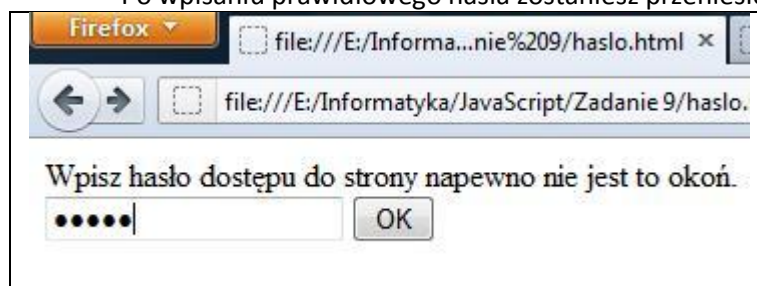 Po wpisaniu prawidłowego hasła zostaniesz
Firefox
file:///E:/Informa...nie%209/haslo.html ×
file:///E:/Informatyka/JavaScript/Zadanie 9/haslo.
Wpisz hasło dostępu do strony napewno nie jest to okoń.
●●●●●
OK